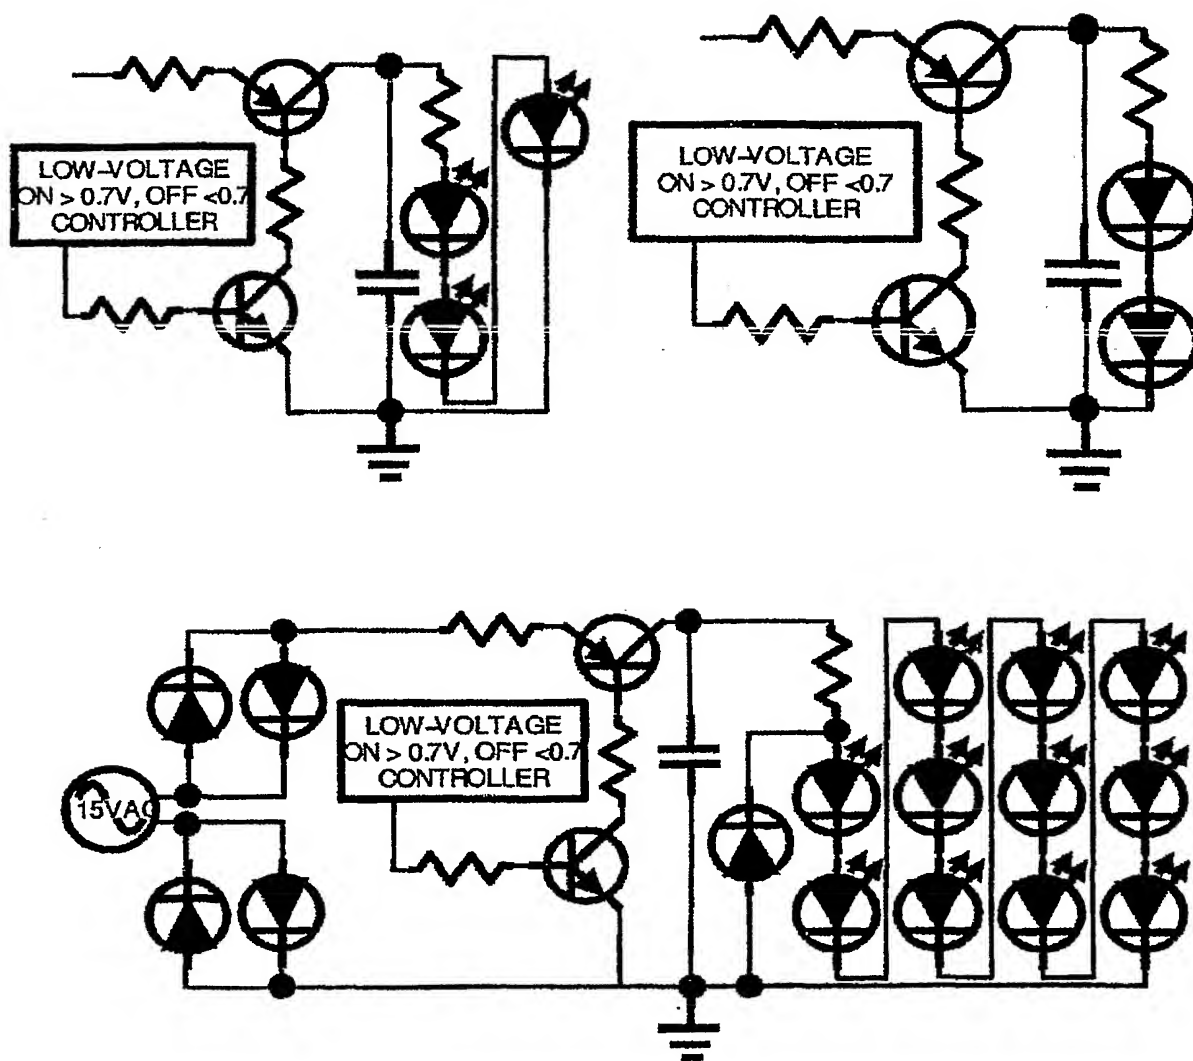 LOW-VOLTAGE
ON > 0.7V, OFF <0.7
CONTROLLER
LOW-VOLTAGE
ON > 0.7V, OFF <0.7
CONTROLLER
LOW-VOLTAGE
ON > 0.7V, OFF <0.7
CONTROLLER
15VAC